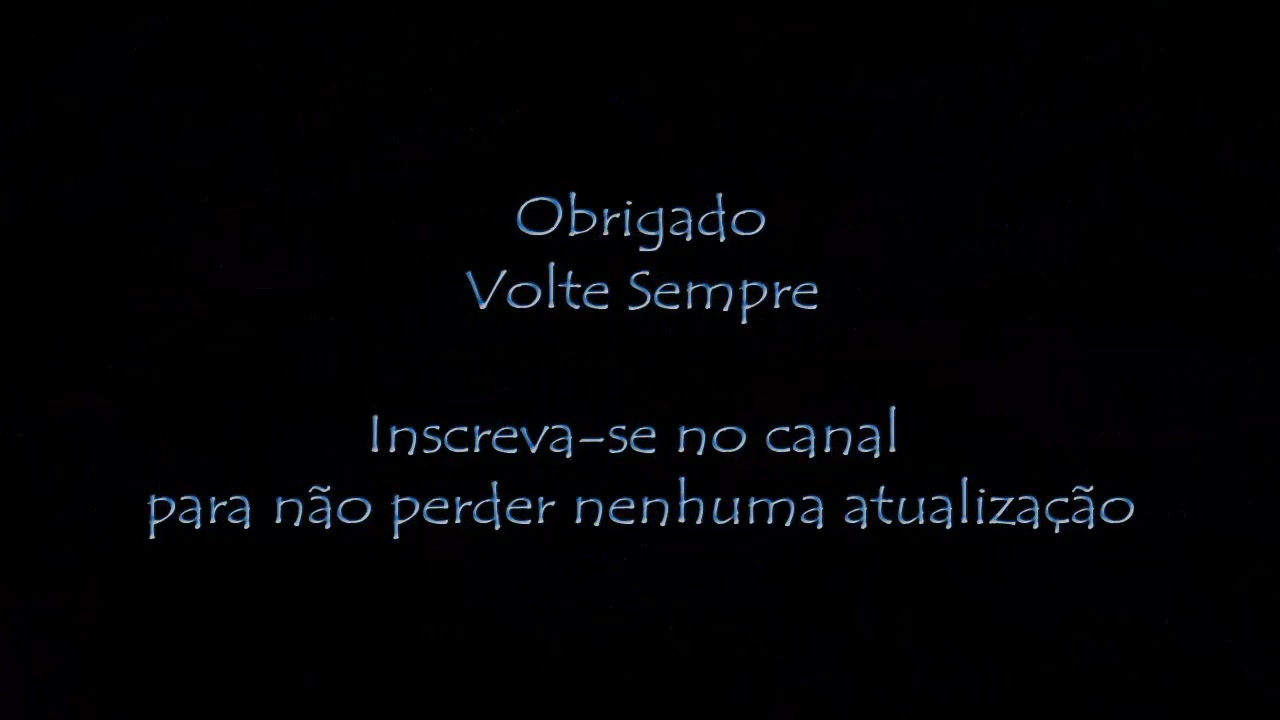 Obrigado
Volte Sempre
Inscreva-se no canal
para não perder nenhuma atualização